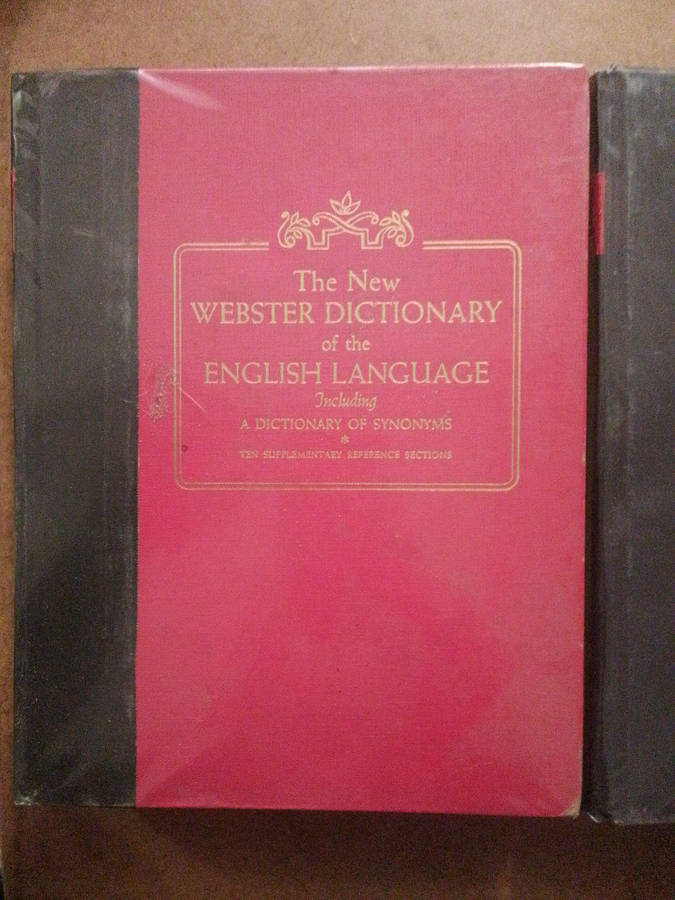 The New
WEBSTER DICTIONARY
of the
ENGLISH LANGUAGE
Including
A DICTIONARY OF SYNONYMS
*
TEN SUPPLEMENTARY REFERENCE SECTIONS